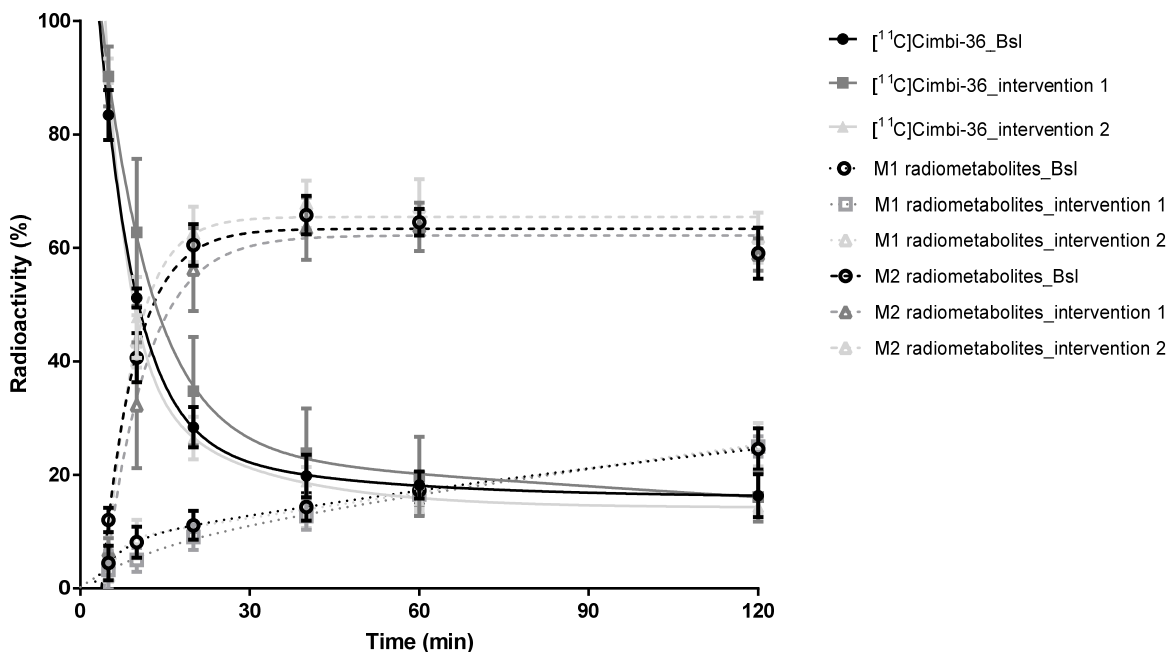 100
80
60
40
20
0
Radioactivity (%)
0
30
60
90
120
Time (min)
[¹¹C]Cimbi-36_Bsl
[¹¹C]Cimbi-36_intervention 1
[¹¹C]Cimbi-36_intervention 2
M1 radiometabolites_Bsl
M1 radiometabolites_intervention 1
M1 radiometabolites_intervention 2
M2 radiometabolites_Bsl
M2 radiometabolites_intervention 1
M2 radiometabolites_intervention 2